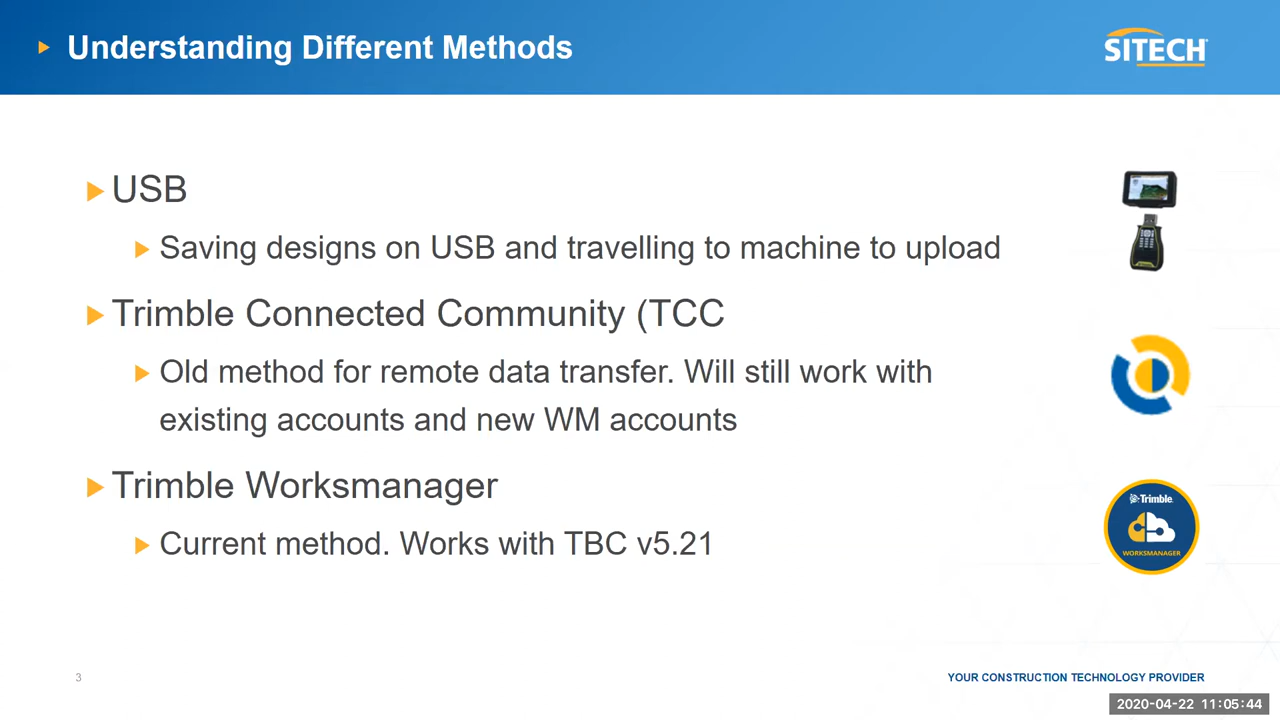 Understanding Different Methods
SITECH
USB
Saving designs on USB and travelling to machine to upload
Trimble Connected Community (TCC
Old method for remote data transfer. Will still work with
existing accounts and new WM accounts
Trimble Worksmanager
Current method. Works with TBC v5.21
Trimble.
WORKSMANAGER
3
YOUR CONSTRUCTION TECHNOLOGY PROVIDER
2020-04-22 11:05:44